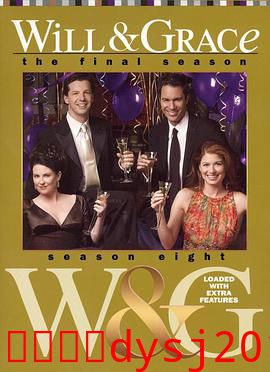 WILL & GRACE
the final season
season eight
W&G
LOADED
WITH
EXTRA
FEATURES
dysj20